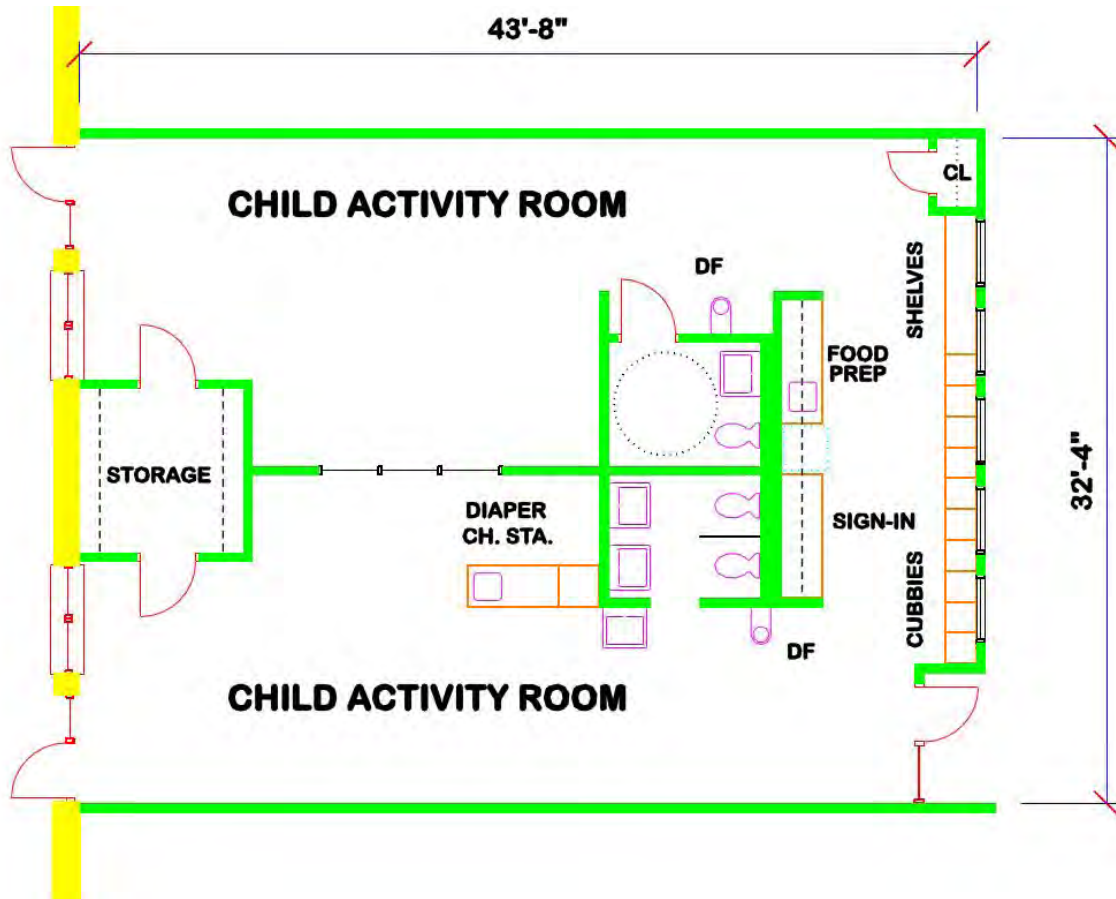 43'-8"
CHILD ACTIVITY ROOM
CL
DF
SHELVES
FOOD
PREP
STORAGE
DIAPER
CH. STA.
SIGN-IN
32'-4"
CUBBIES
DF
CHILD ACTIVITY ROOM